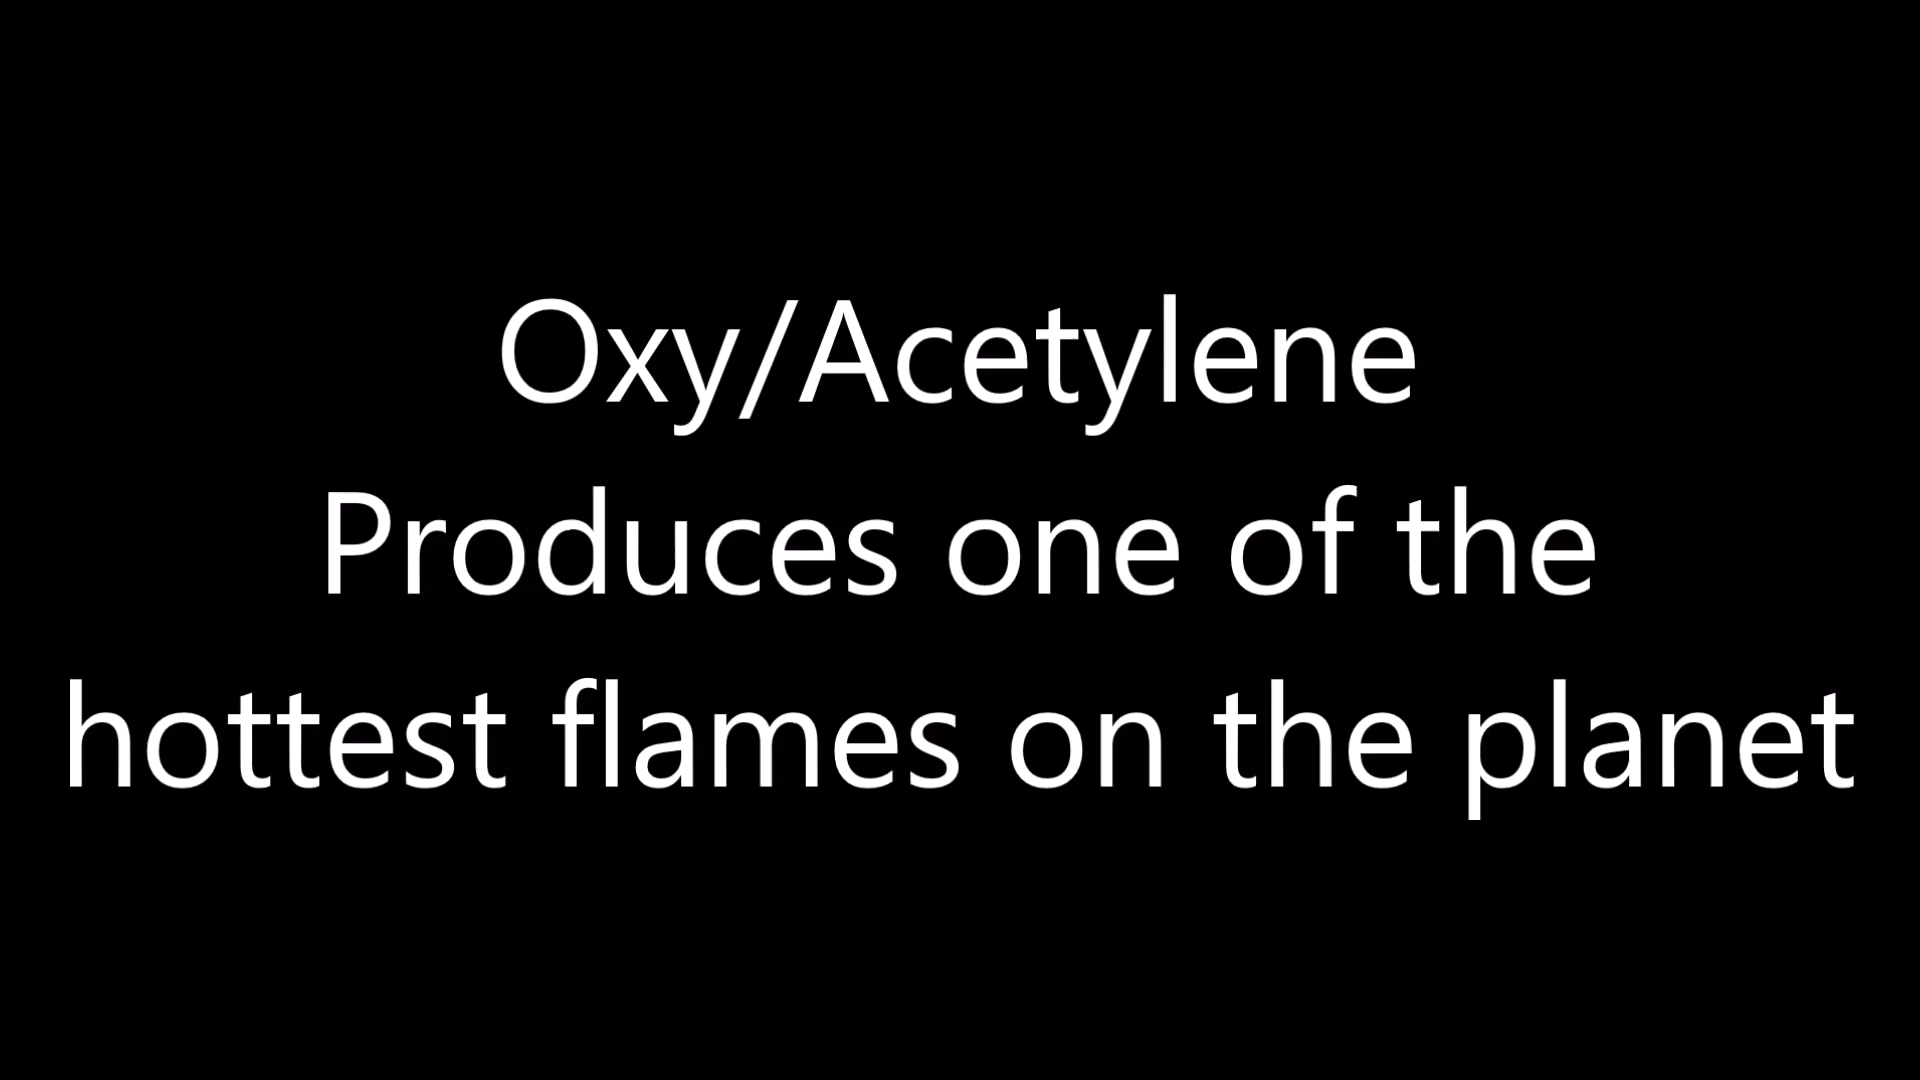 Oxy/Acetylene
Produces one of the
hottest flames on the planet